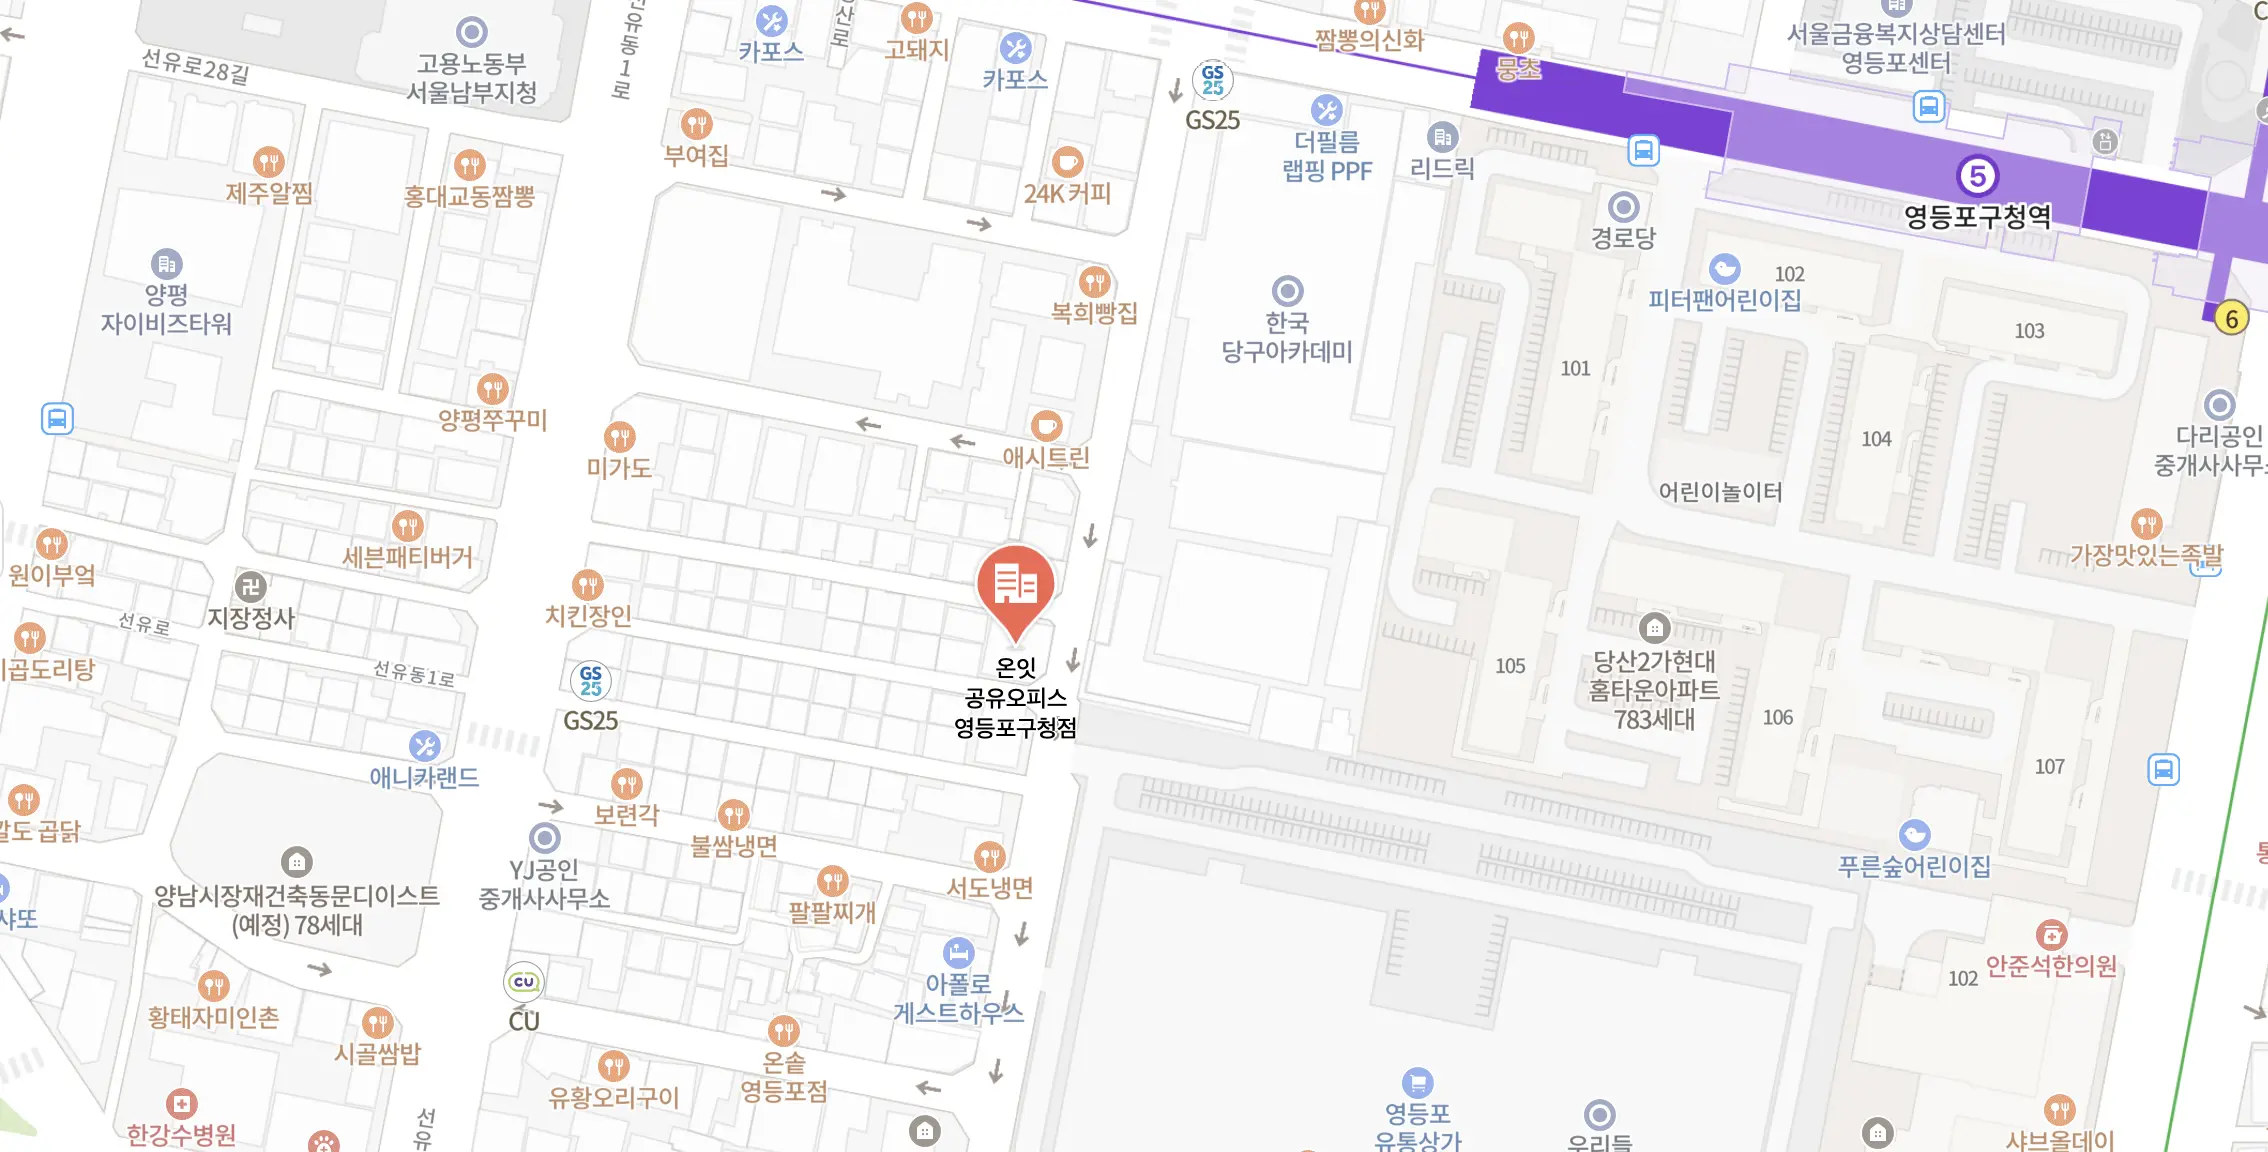 선유로28길
고용노동부
서울남부지청
선유동1로
카포스
고돼지
카포스
GS25
GS25
짬뽕의신화
뭉초
서울금융복지상담센터
영등포센터
더필름
랩핑 PPF
리드릭
5
영등포구청역
경로당
부여집
24K 커피
제주알찜
홍대교동짬뽕
양평
자이비즈타워
복희빵집
한국
당구아카데미
102
피터팬어린이집
103
6
101
104
다리공인
어린이놀이터
양평쭈꾸미
미가도
애시트린
세븐패티버거
원이부엌
지장정사
선유로
치킨장인
가장맛있는족발
선유동1로
GS25
GS25
온잇
공유오피스
영등포구청점
105
당산2가현대
홈타운아파트
783세대
106
107
애니카랜드
보련각
불쌈냉면
YJ공인
중개사사무소
서도냉면
팔팔찌개
푸른숲어린이집
양남시장재건축동문디이스트
(예정) 78세대
아폴로
게스트하우스
CU
CU
102
안준석한의원
황태자미인촌
시골쌈밥
온솥
영등포점
유황오리구이
한강수병원
선유
영등포
유통상가
우리들
샤브올데이